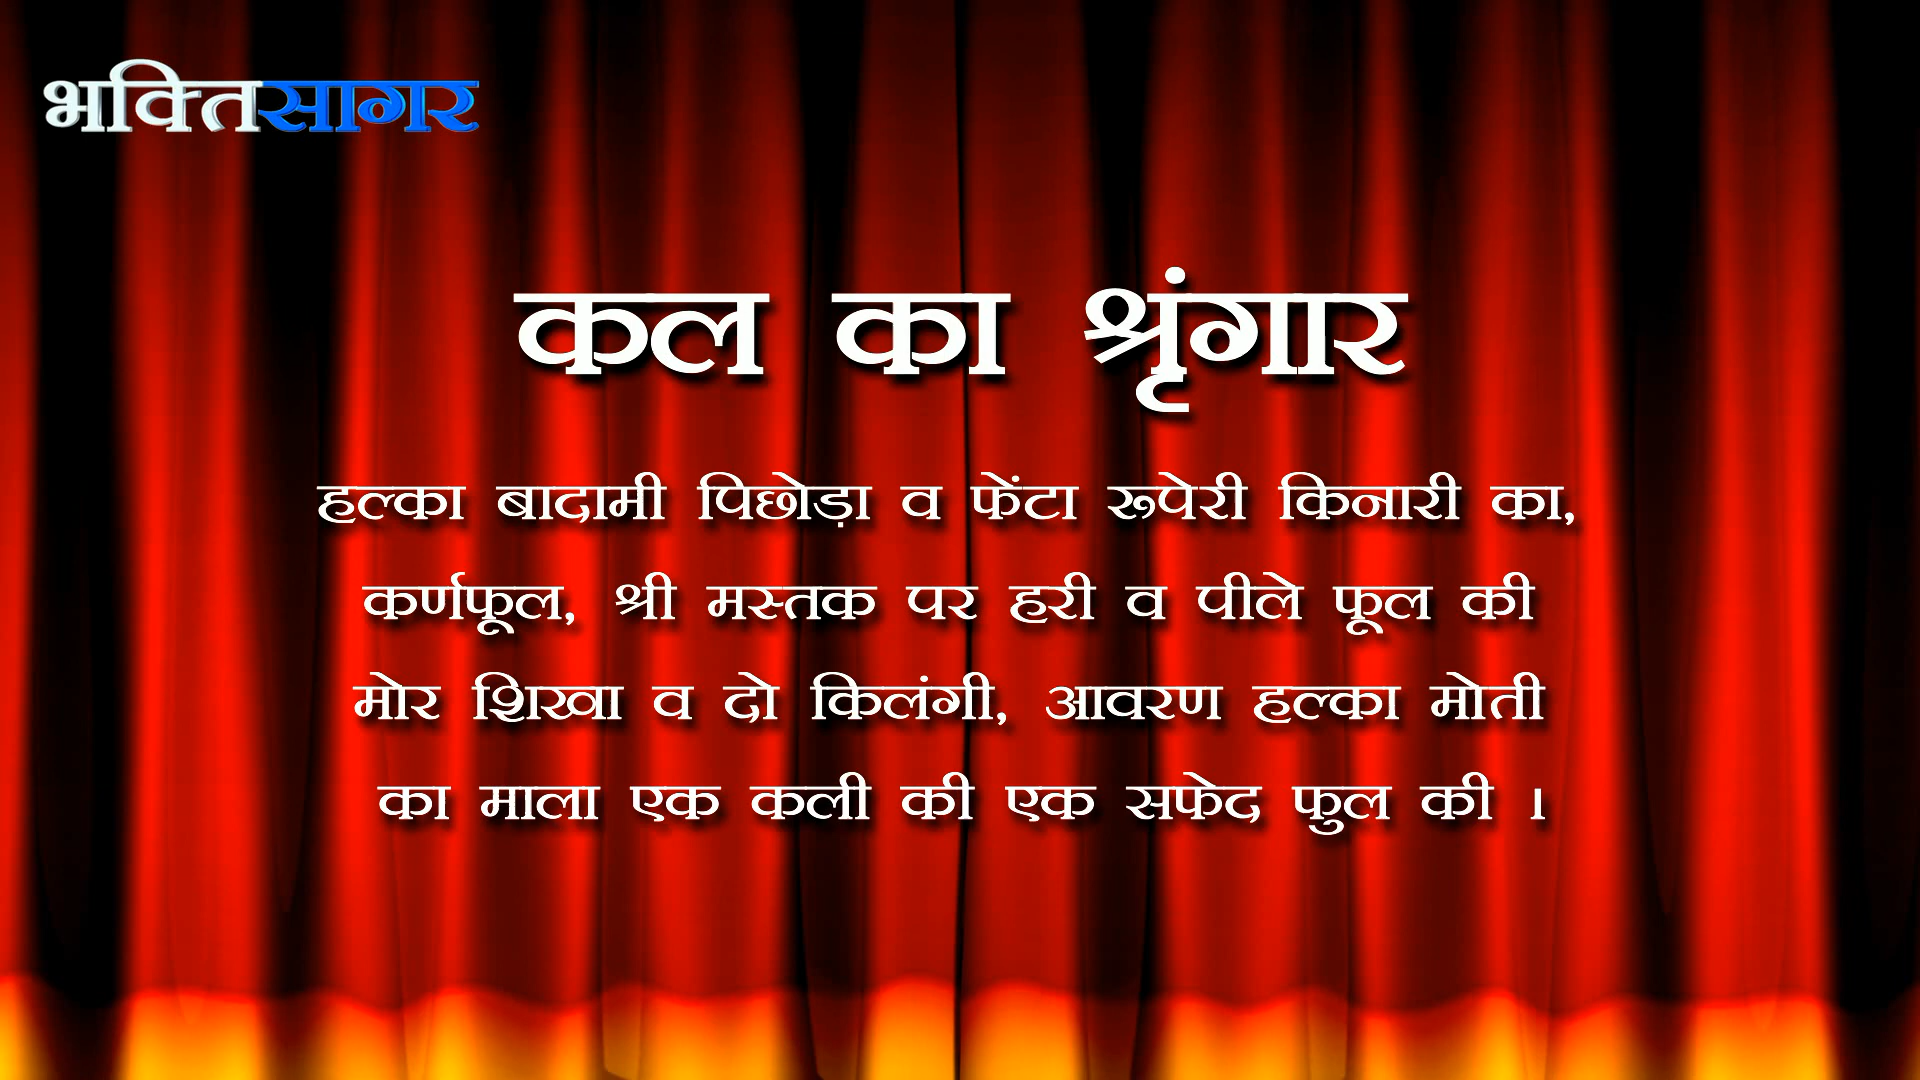 भक्तिसागर
कल का श्रृंगार
हल्का बादामी पिछोड़ा व फेंटा रूपेरी किनारी का,
कर्णफूल, श्री मस्तक पर हरी व पीले फूल की
मोर शिखा व दो किलंगी, आवरण हल्का मोती
का माला एक कली की एक सफेद फुल की ।